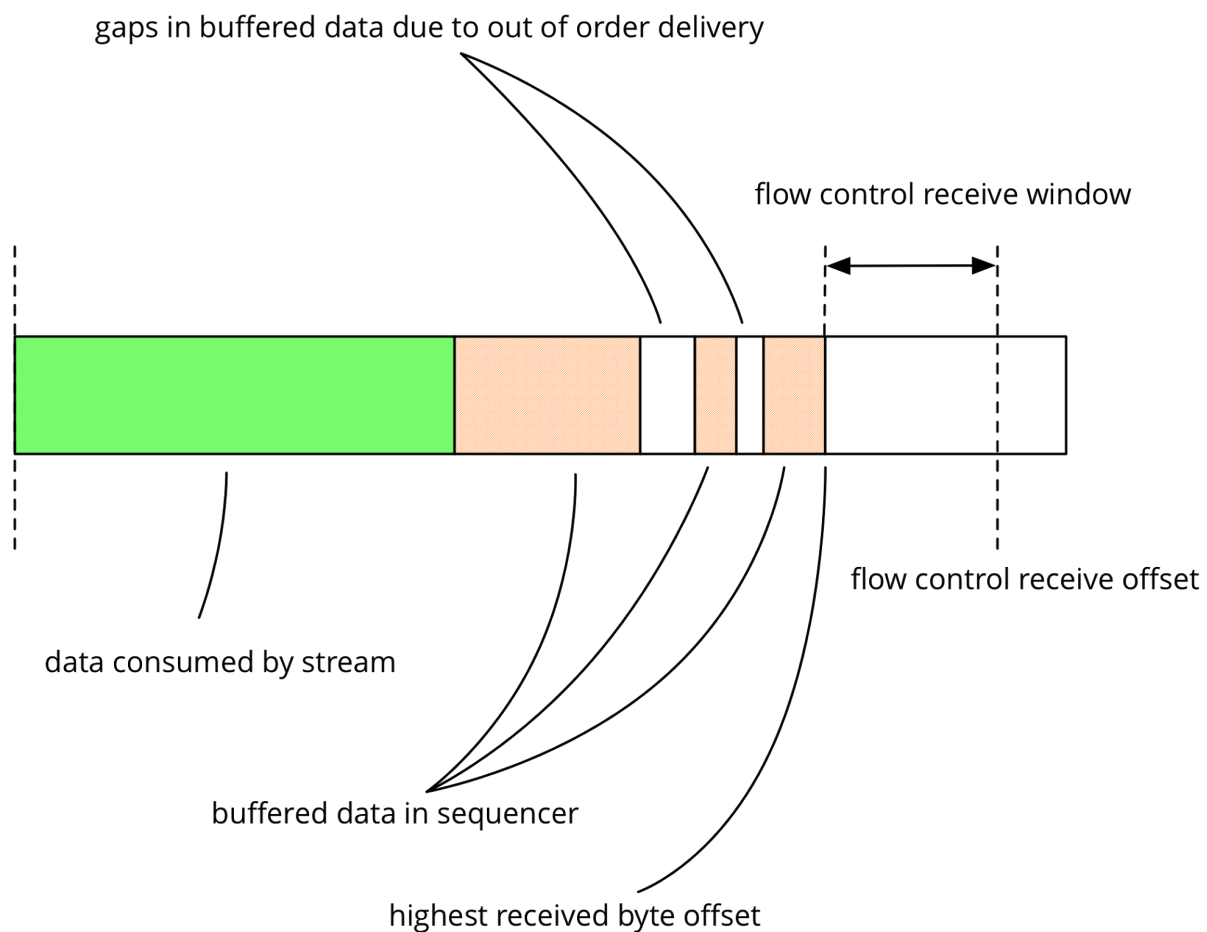 gaps in buffered data due to out of order delivery
flow control receive window
flow control receive offset
data consumed by stream
buffered data in sequencer
highest received byte offset